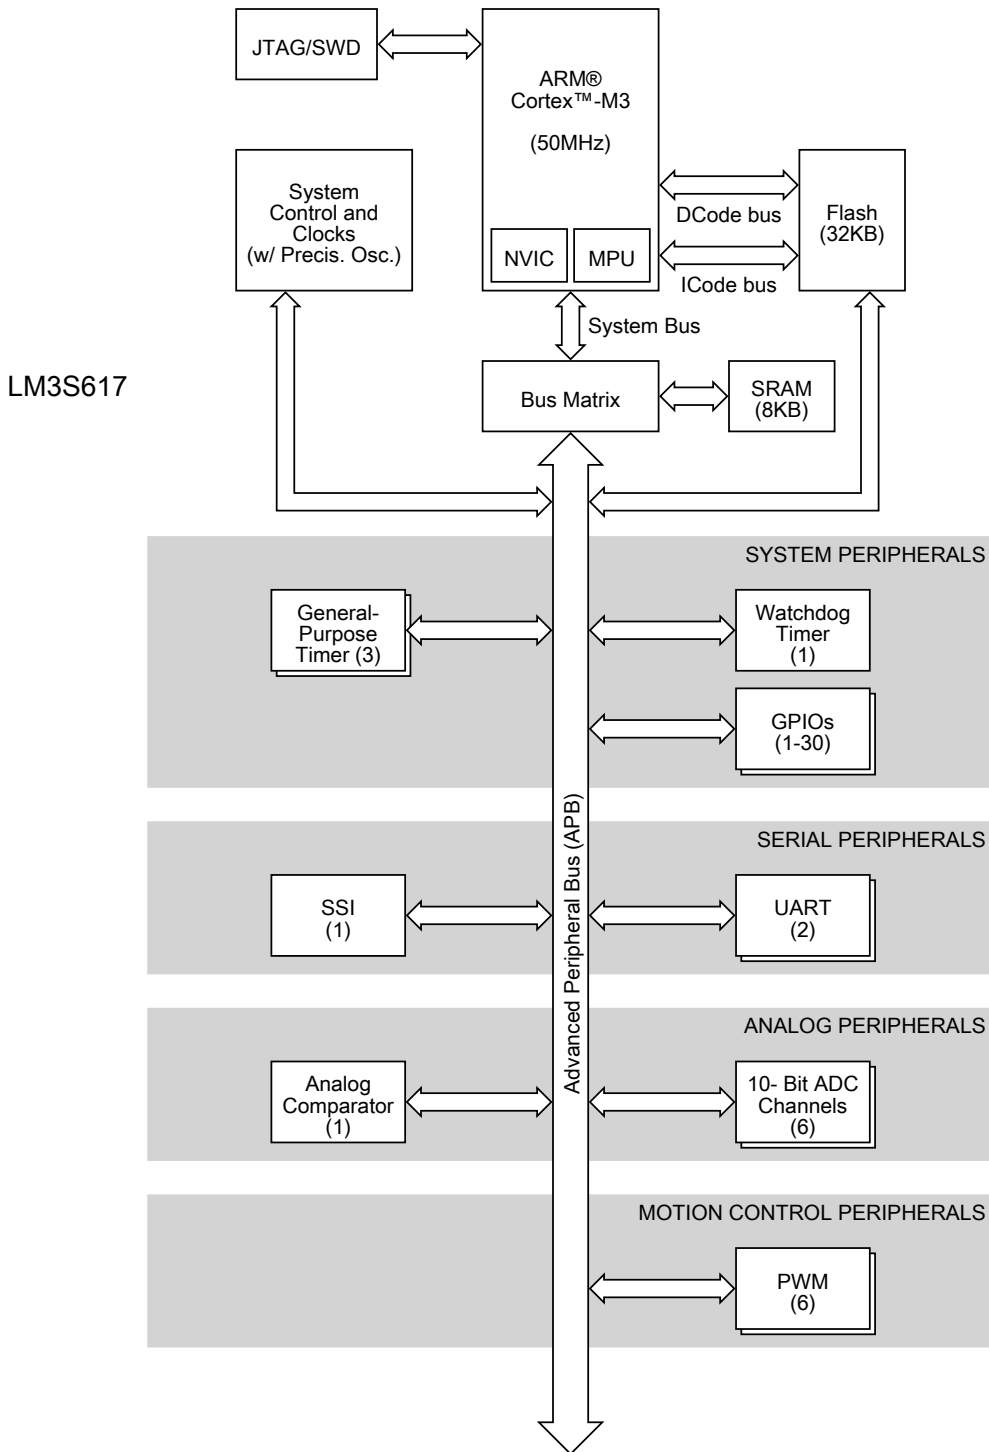 JTAG/SWD
ARM®
Cortex™-M3
(50MHz)
System
Control and
Clocks
(w/ Precis. Osc.)
DCode bus
Flash
(32KB)
NVIC
MPU
ICode bus
System Bus
LM3S617
Bus Matrix
SRAM
(8KB)
SYSTEM PERIPHERALS
General-
Purpose
Timer (3)
Watchdog
Timer
(1)
GPIOs
(1-30)
Advanced Peripheral Bus (APB)
SERIAL PERIPHERALS
SSI
(1)
UART
(2)
ANALOG PERIPHERALS
Analog
Comparator
(1)
10- Bit ADC
Channels
(6)
MOTION CONTROL PERIPHERALS
PWM
(6)